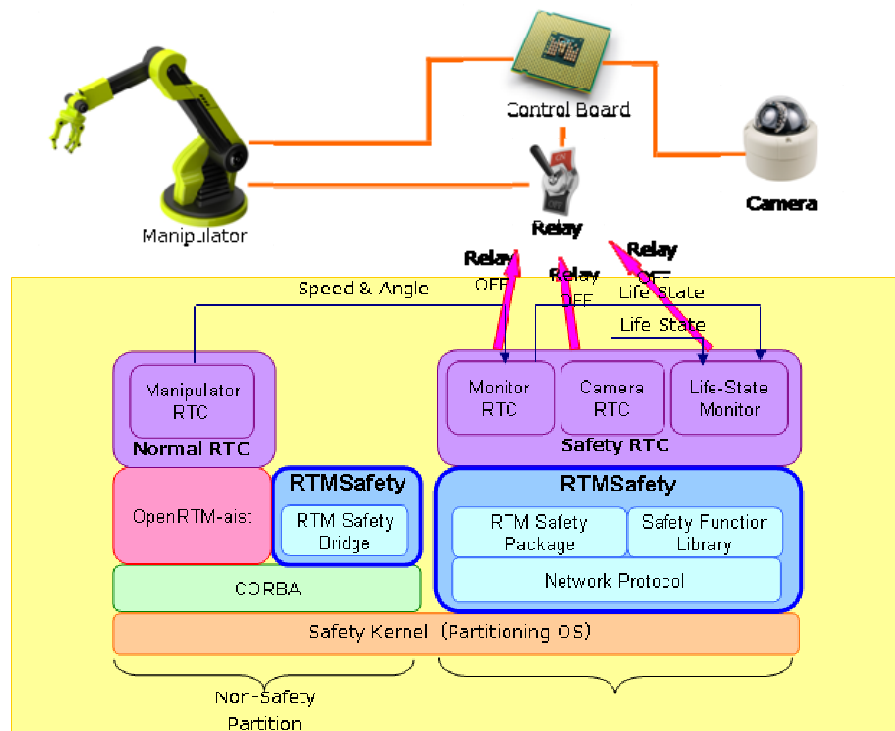 Control Board
ON
Camera
Manipulator
Relay
Relay
OFF
Relay
OFF
Relay
OFF
Speed & Angle
Life State
Life State
Manipulator
RTC
Normal RTC
Monitor
RTC
Camera
RTC
Life-State
Monitor
Safety RTC
OpenRTM-aist
RTMSafety
RTM Safety
Bridge
RTMSafety
RTM Safety
Package
Safety Function
Library
Network Protocol
CORBA
Safety Kernel (Partitioning OS)
Non-Safety
Partition